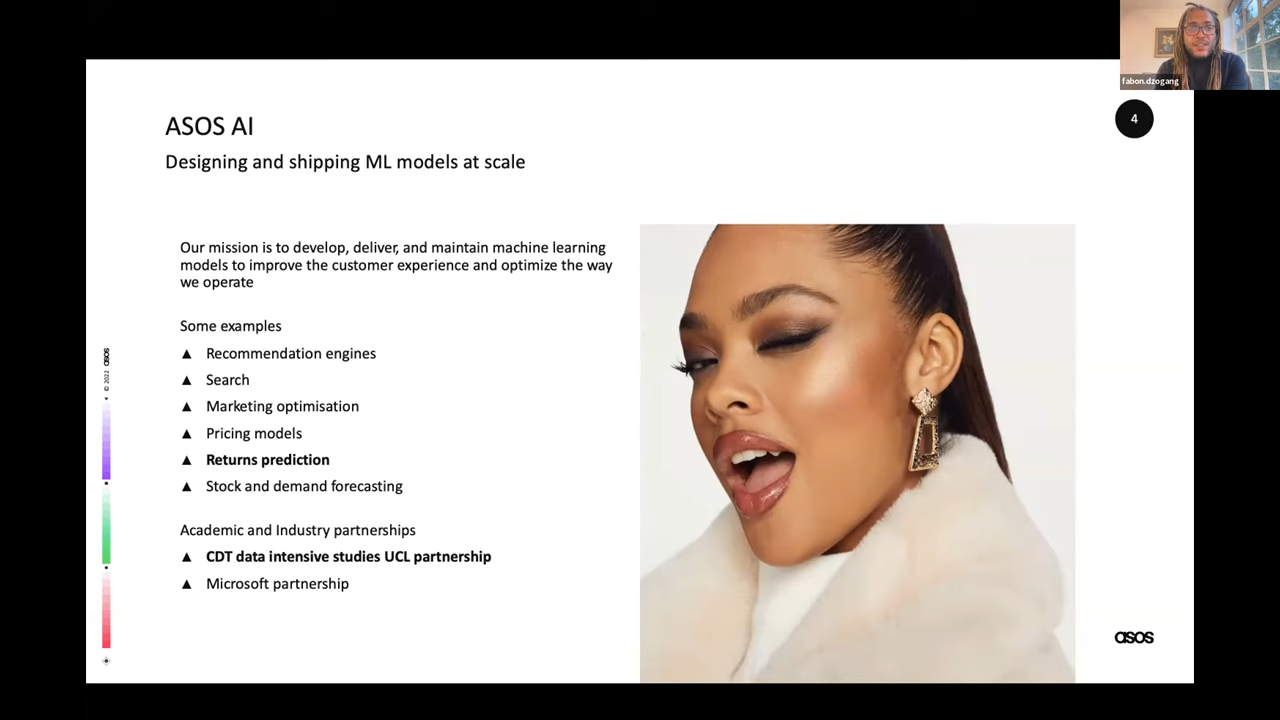 fabon.dzogang
ASOS AI
4
Designing and shipping ML models at scale
Our mission is to develop, deliver, and maintain machine learning
models to improve the customer experience and optimize the way
we operate
Some examples
▲ Recommendation engines
▲ Search
▲ Marketing optimisation
▲ Pricing models
▲ Returns prediction
▲ Stock and demand forecasting
Academic and Industry partnerships
▲ CDT data intensive studies UCL partnership
▲ Microsoft partnership
© 2022 asos
asos